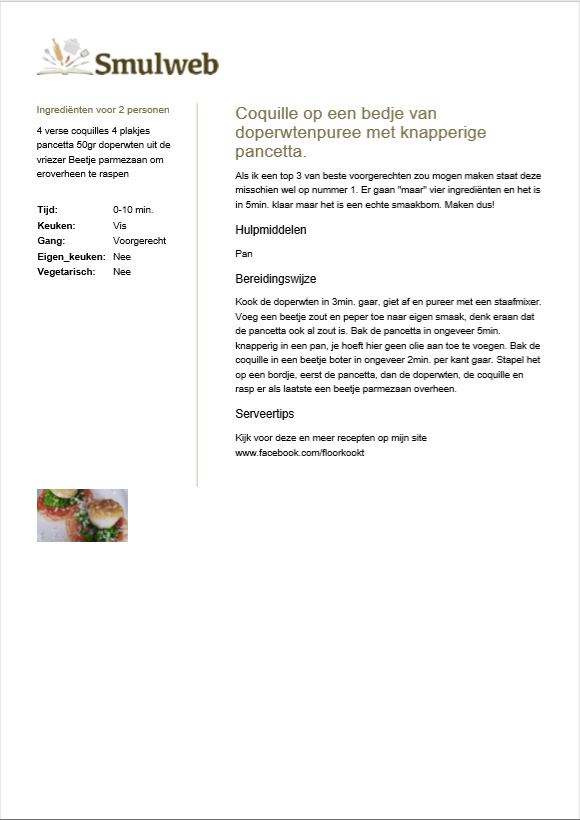 Smulweb
Ingrediënten voor 2 personen
4 verse coquilles 4 plakjes
pancetta 50gr doperwten uit de
vriezer Beetje parmezaan om
eroverheen te raspen
Tijd: 0-10 min.
Keuken: Vis
Gang: Voorgerecht
Eigen_keuken: Nee
Vegetarisch: Nee
Coquille op een bedje van
doperwtenpuree met knapperige
pancetta.
Als ik een top 3 van beste voorgerechten zou mogen maken staat deze
misschien wel op nummer 1. Er gaan "maar" vier ingrediënten en het is
in 5min. klaar maar het is een echte smaakbom. Maken dus!
Hulpmiddelen
Pan
Bereidingswijze
Kook de doperwten in 3min. gaar, giet af en pureer met een staafmixer.
Voeg een beetje zout en peper toe naar eigen smaak, denk eraan dat
de pancetta ook al zout is. Bak de pancetta in ongeveer 5min.
knapperig in een pan, je hoeft hier geen olie aan toe te voegen. Bak de
coquille in een beetje boter in ongeveer 2min. per kant gaar. Stapel het
op een bordje, eerst de pancetta, dan de doperwten, de coquille en
rasp er als laatste een beetje parmezaan overheen.
Serveertips
Kijk voor deze en meer recepten op mijn site
www.facebook.com/floorkookt